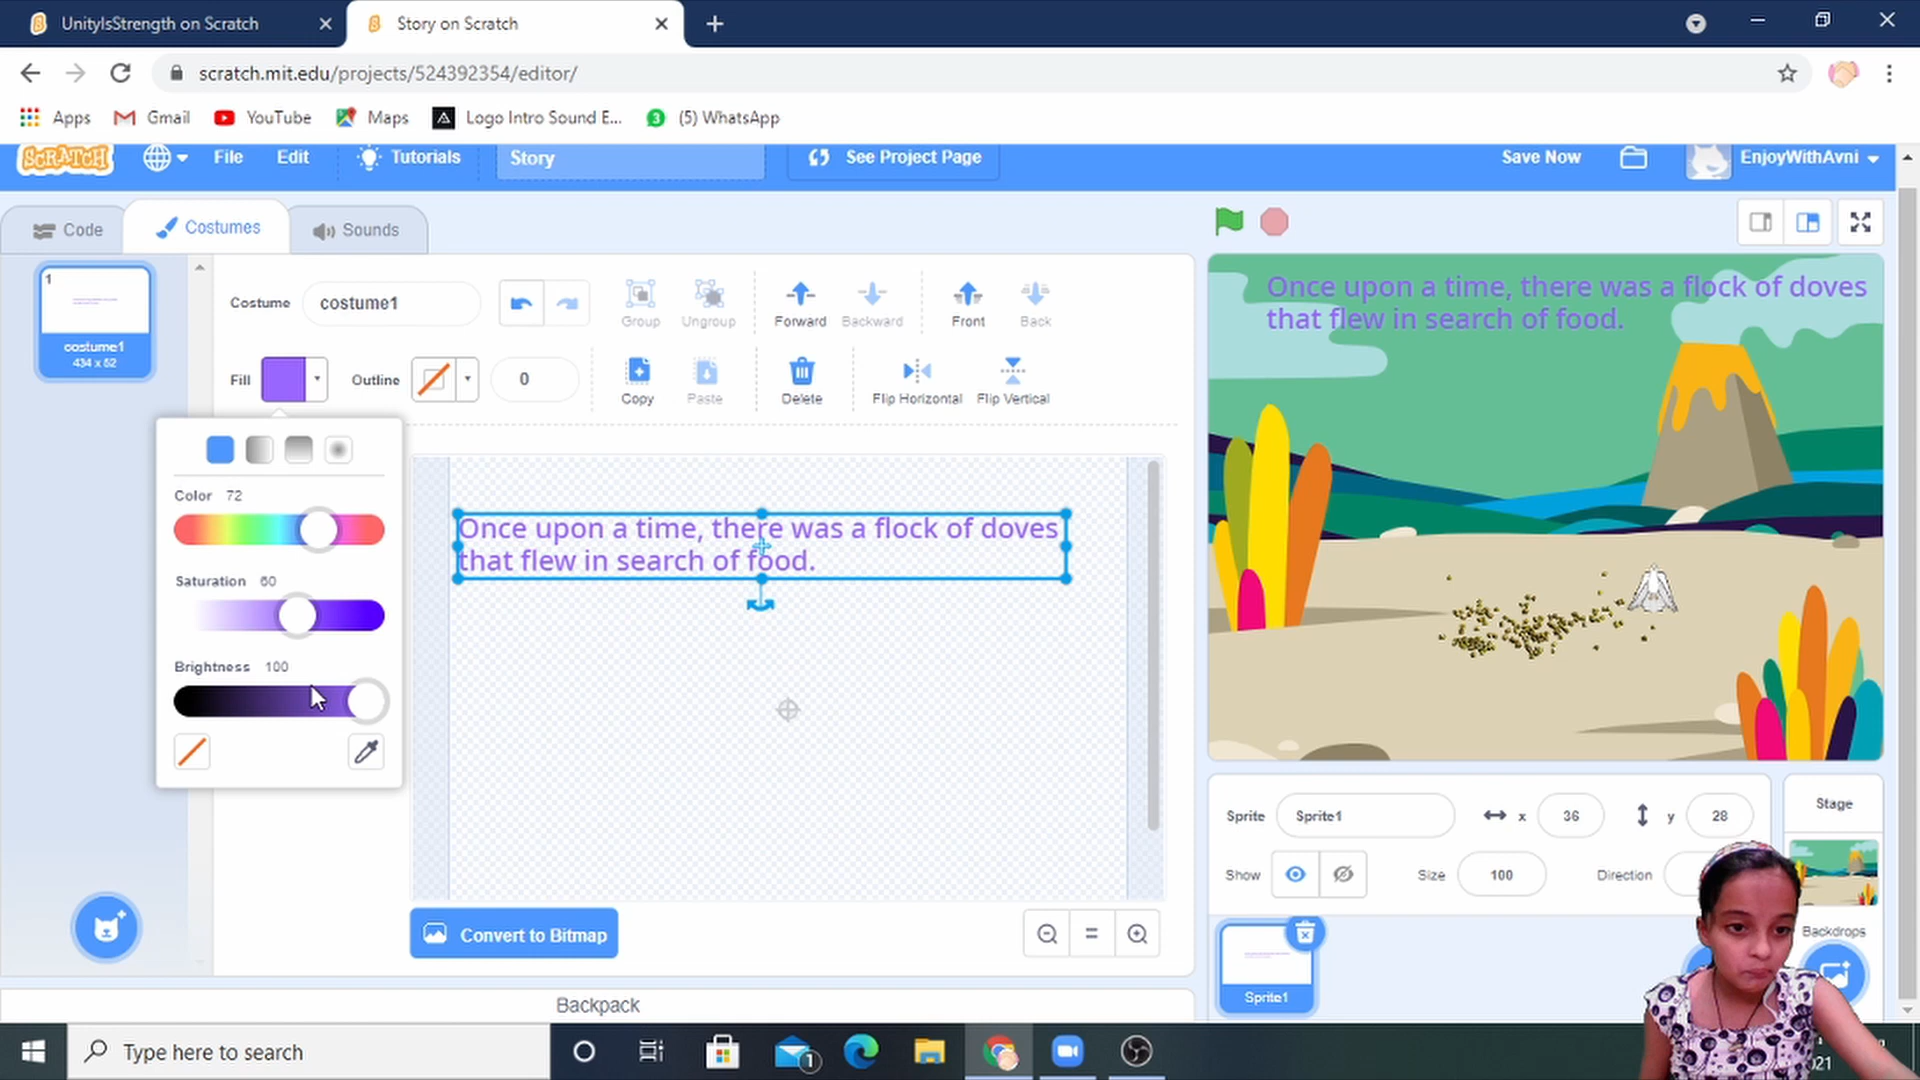 UnityIsStrength on Scratch
Story on Scratch
scratch.mit.edu/projects/524392354/editor/
Apps
Gmail
YouTube
Maps
Logo Intro Sound E...
3
(5) WhatsApp
SCRATCH
File
Edit
Tutorials
Story
See Project Page
Save Now
EnjoyWithAvni
Code
Costumes
Sounds
1
costume1
434 x 62
Costume
costume1
Group
Ungroup
Forward
Backward
Front
Back
Fill
Outline
0
Copy
Paste
Delete
Flip Horizontal
Flip Vertical
Color 72
Saturation 60
Brightness 100
Once upon a time, there was a flock of doves
that flew in search of food.
Convert to Bitmap
Backpack
Once upon a time, there was a flock of doves
that flew in search of food.
Sprite
Sprite1
x
36
y
28
Show
Size
100
Direction
Stage
Backdrops
Sprite1
Type here to search
1